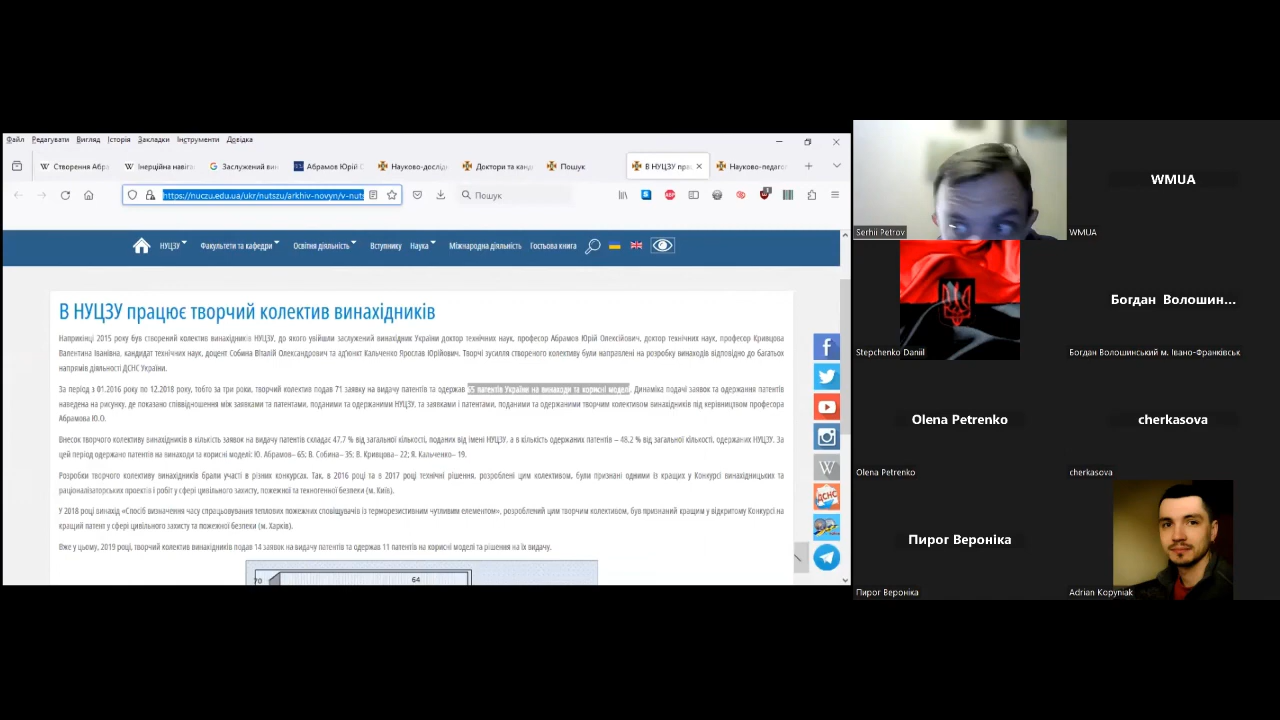 Файл Редагувати Вигляд Історія Закладки Інструменти Довідка
Створення Абр Інерційна навіг Заслужений вин Абрамов Юрій О Науково-дослід Доктори та канд Пошук В НУЦЗУ пра Науково-педаго
https://nuczu.edu.ua/ukr/nutszu/arkhiv-novyn/v-nuts Пошук
НУЦЗУ Факультети та кафедри Освітня діяльність Вступнику Наука Міжнародна діяльність Гостьова книга
В НУЦЗУ працює творчий колектив винахідників
Наприкінці 2015 року був створений колектив винахідників НУЦЗУ, до якого увійшли заслужений винахідник України доктор технічних наук, професор Абрамов Юрій Олексійович, доктор технічних наук, професор Кривцова
Валентина Іванівна, кандидат технічних наук, доцент Собина Віталій Олександрович та ад'юнкт Кальченко Ярослав Юрійович. Творчі зусилля створеного колективу були направлені на розробку винаходів відповідно до багатьох
напрямів діяльності ДСНС України.
За період з 01.2016 року по 12.2018 року, тобто за три роки, творчий колектив подав 71 заявку на видачу патентів та одержав 65 патентів України на винаходи та корисні моделі. Динаміка подачі заявок та одержання патентів
наведена на рисунку, де показано співвідношення між заявками та патентами, поданими та одержаними НУЦЗУ, та заявками і патентами, поданими та одержаними творчим колективом винахідників під керівництвом професора
Абрамова Ю.О.
Внесок творчого колективу винахідників в кількість заявок на видачу патентів складає 47.7 % від загальної кількості, поданих від імені НУЦЗУ, а в кількість одержаних патентів – 48.2 % від загальної кількості, одержаних НУЦЗУ. За
цей період одержано патентів на винаходи та корисні моделі: Ю. Абрамов– 65; В. Собина– 35; В. Кривцова– 22; Я. Кальченко– 19.
Розробки творчого колективу винахідників брали участі в різних конкурсах. Так, в 2016 році та в 2017 році технічні рішення, розроблені цим колективом, були признані одними із кращих у Конкурсі винахідницьких та
раціоналізаторських проектів і робіт у сфері цивільного захисту, пожежної та техногенної безпеки (м. Київ).
У 2018 році винахід «Спосіб визначення часу спрацьовування теплових пожежних сповіщувачів із терморезистивним чутливим елементом», розроблений цим творчим колективом, був признаний кращим у відкритому Конкурсі на
кращий патент у сфері цивільного захисту та пожежної безпеки (м. Харків).
Вже у цьому, 2019 році, творчий колектив винахідників подав 14 заявок на видачу патентів та одержав 11 патентів на корисні моделі та рішення на їх видачу.
70 64
ДСНС
Serhii Petrov
WMUA
WMUA
Stepchenko Daniil
Богдан Волошин...
Богдан Волошинський м. Івано-Франківськ
Olena Petrenko
Olena Petrenko
cherkasova
cherkasova
Пирог Вероніка
Пирог Вероніка
Adrian Kopyniak